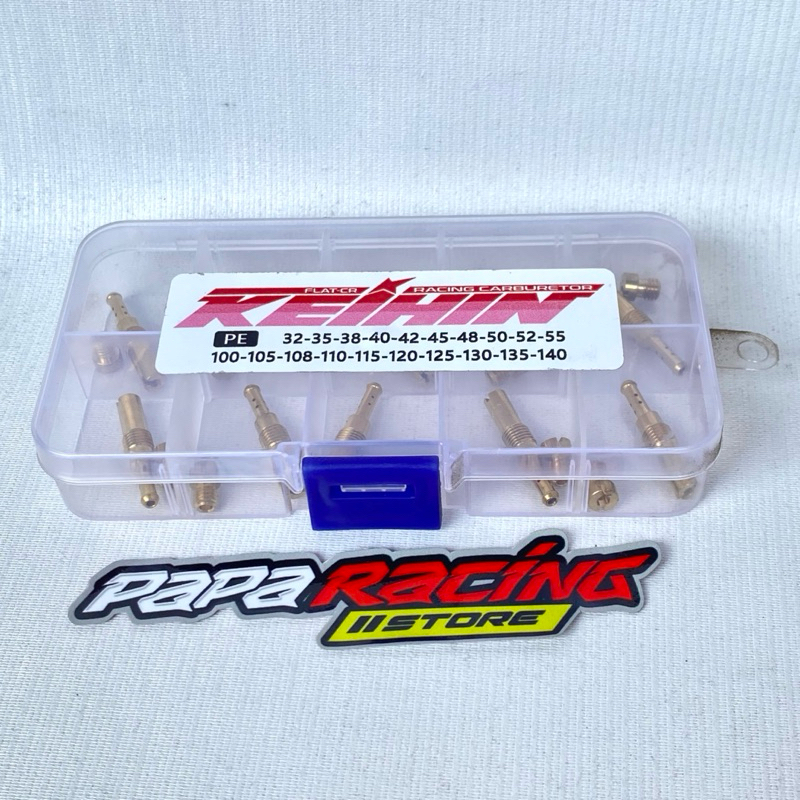 FLAT-CR RACING CARBURETOR
KEIHIN
PE 32-35-38-40-42-45-48-50-52-55
100-105-108-110-115-120-125-130-135-140
PAPA RACING
STORE